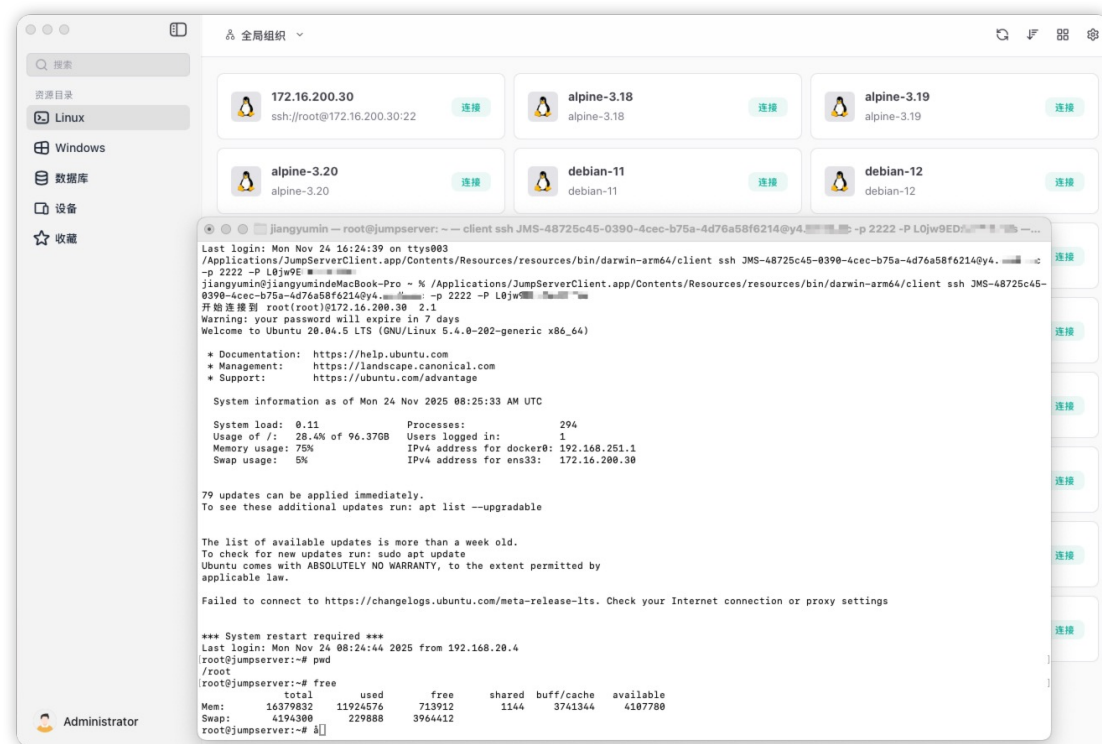 全局组织
搜索
资源目录
Linux
Windows
数据库
设备
收藏
Administrator
172.16.200.30
ssh://root@172.16.200.30:22
连接
alpine-3.18
alpine-3.18
连接
alpine-3.19
alpine-3.19
连接
alpine-3.20
alpine-3.20
连接
debian-11
debian-11
连接
debian-12
debian-12
连接
连接
连接
连接
连接
连接
连接
jiangyumin — root@jumpserver: ~ — client ssh JMS-48725c45-0390-4cec-b75a-4d76a58f6214@y4. -p 2222 -P L0jw9ED —...
Last login: Mon Nov 24 16:24:39 on ttys003
/Applications/JumpServerClient.app/Contents/Resources/resources/bin/darwin-arm64/client ssh JMS-48725c45-0390-4cec-b75a-4d76a58f6214@y4.
-p 2222 -P L0jw9E
jiangyumin@jiangyumindeMacBook-Pro ~ % /Applications/JumpServerClient.app/Contents/Resources/resources/bin/darwin-arm64/client ssh JMS-48725c45-
0390-4cec-b75a-4d76a58f6214@y4. -p 2222 -P L0jw
开始连接到 root(root)@172.16.200.30 2.1
Warning: your password will expire in 7 days
Welcome to Ubuntu 20.04.5 LTS (GNU/Linux 5.4.0-202-generic x86_64)
* Documentation: https://help.ubuntu.com
* Management: https://landscape.canonical.com
* Support: https://ubuntu.com/advantage
System information as of Mon 24 Nov 2025 08:25:33 AM UTC
System load: 0.11 Processes: 294
Usage of /: 28.4% of 96.37GB Users logged in: 1
Memory usage: 75% IPv4 address for docker0: 192.168.251.1
Swap usage: 5% IPv4 address for ens33: 172.16.200.30
79 updates can be applied immediately.
To see these additional updates run: apt list --upgradable
The list of available updates is more than a week old.
To check for new updates run: sudo apt update
Ubuntu comes with ABSOLUTELY NO WARRANTY, to the extent permitted by
applicable law.
Failed to connect to https://changelogs.ubuntu.com/meta-release-lts. Check your Internet connection or proxy settings
*** System restart required ***
Last login: Mon Nov 24 08:24:44 2025 from 192.168.20.4
[root@jumpserver:~# pwd ]
/root
[root@jumpserver:~# free ]
total used free shared buff/cache available
Mem: 16379832 11924576 713912 1144 3741344 4107780
Swap: 4194300 229888 3964412
root@jumpserver:~# å